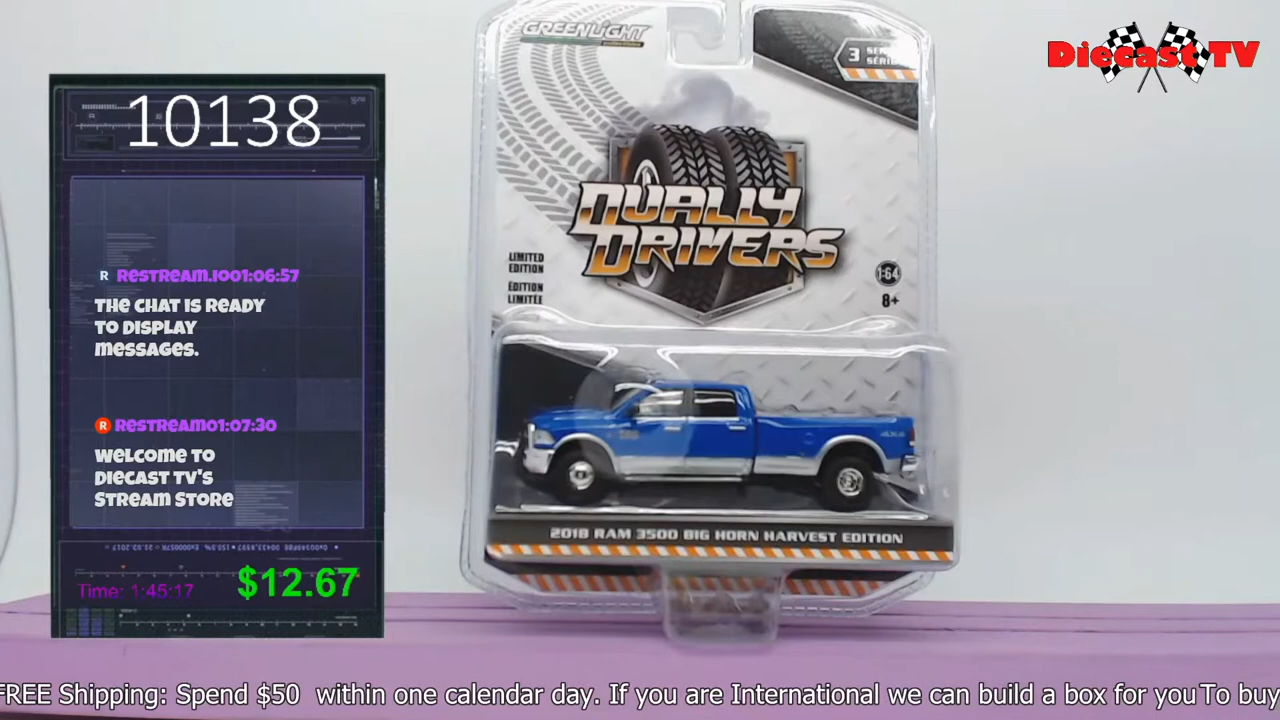 10138
Restream.io01:06:57
The chat is ready
to display
messages.
Restream01:07:30
Welcome to
Diecast TV's
Stream Store
Time: 1:45:17
$12.67
GREENLIGHT
3
DUALLY
DRIVERS
LIMITED
EDITION
ÉDITION
LIMITÉE
1:64
8+
2018 RAM 3500 BIG HORN HARVEST EDITION
Diecast TV
FREE Shipping: Spend $50 within one calendar day. If you are International we can build a box for you To buy